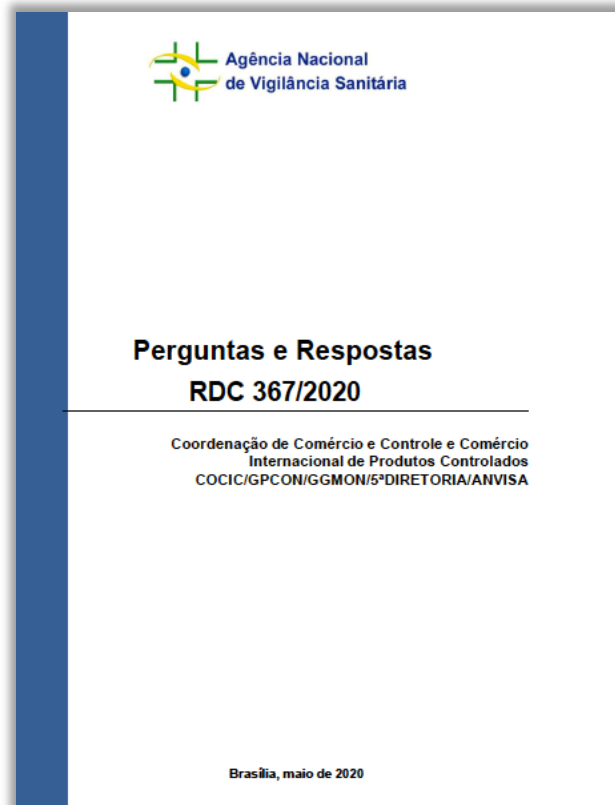 Agência Nacional
de Vigilância Sanitária
Perguntas e Respostas
RDC 367/2020
Coordenação de Comércio e Controle e Comércio
Internacional de Produtos Controlados
COCIC/GPCON/GGMON/5ªDIRETORIA/ANVISA
Brasília, maio de 2020